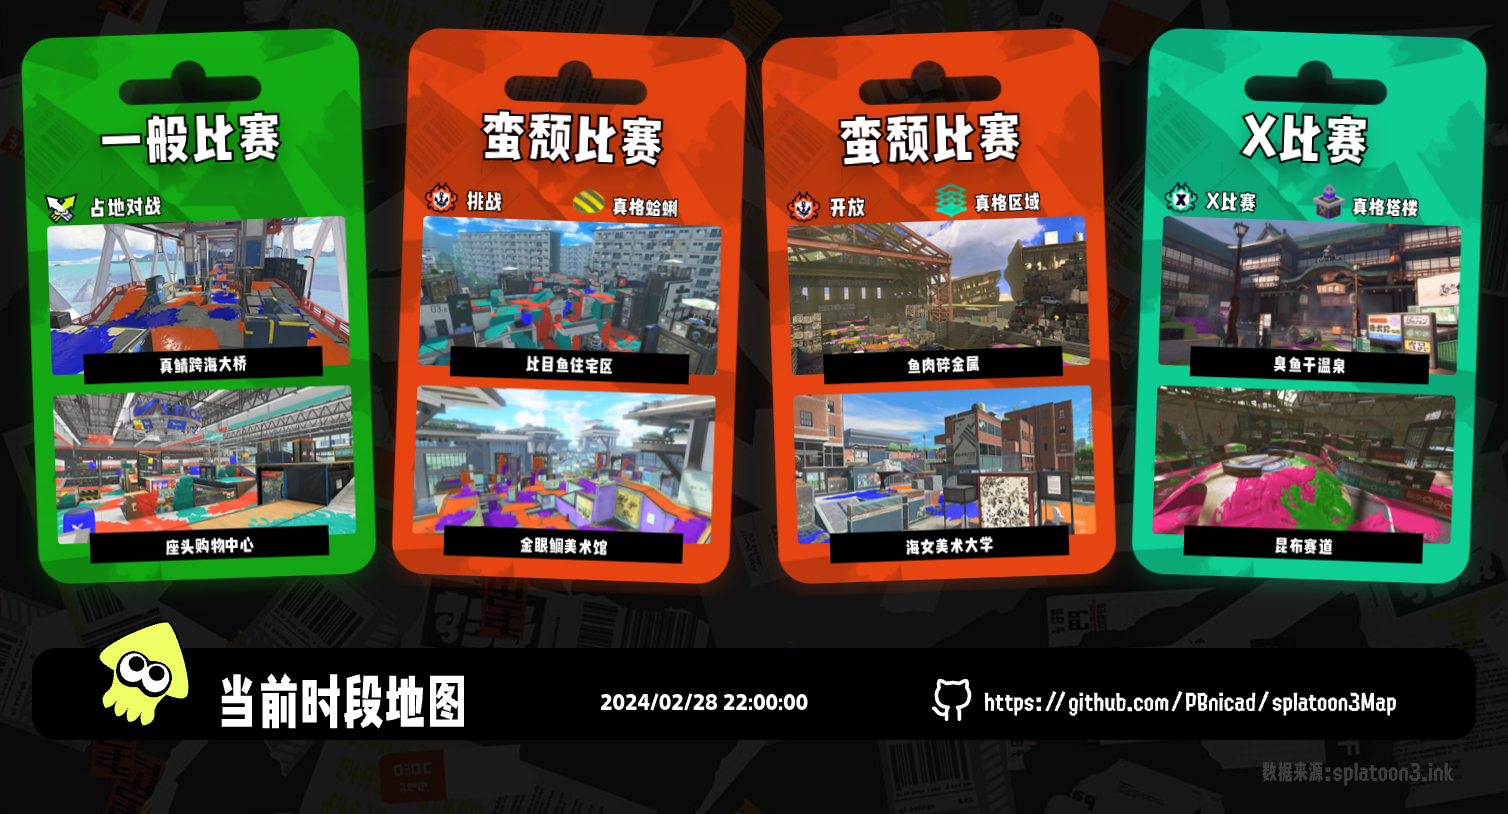 一般比赛
占地对战
真鲭跨海大桥
座头购物中心
蛮颓比赛
挑战
真格蛤蜊
比目鱼住宅区
金眼鲷美术馆
蛮颓比赛
开放
真格区域
鱼肉碎金属
海女美术大学
X比赛
X比赛
真格塔楼
臭鱼干温泉
昆布赛道
当前时段地图
2024/02/28 22:00:00
https://github.com/PBnicad/splatoon3Map
数据来源:splatoon3.ink